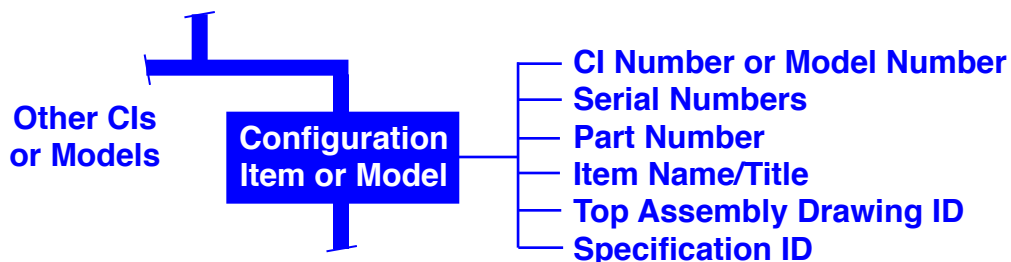 Other CIs
or Models
Configuration
Item or Model
CI Number or Model Number
Serial Numbers
Part Number
Item Name/Title
Top Assembly Drawing ID
Specification ID